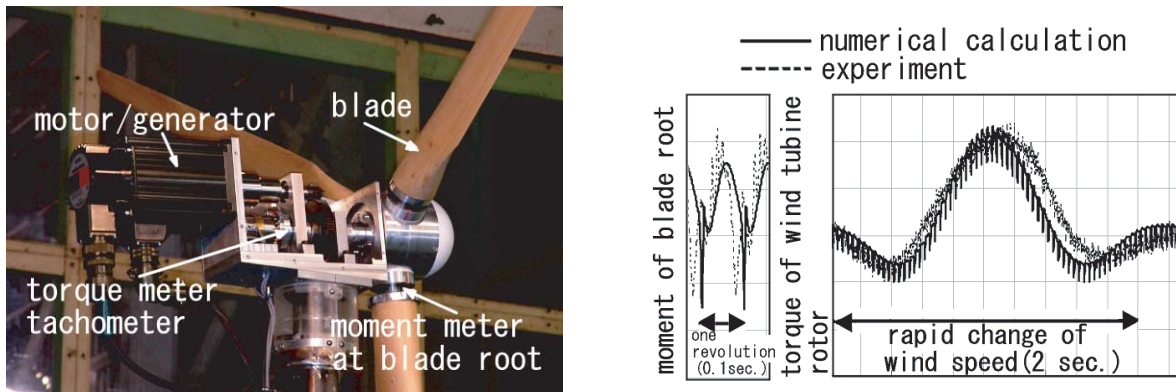 blade
motor/generator
torque meter
tachometer
moment meter
at blade root
numerical calculation
experiment
moment of blade root
one
revolution
(0.1sec.)
torque of wind tubine
rotor
rapid change of
wind speed(2 sec.)